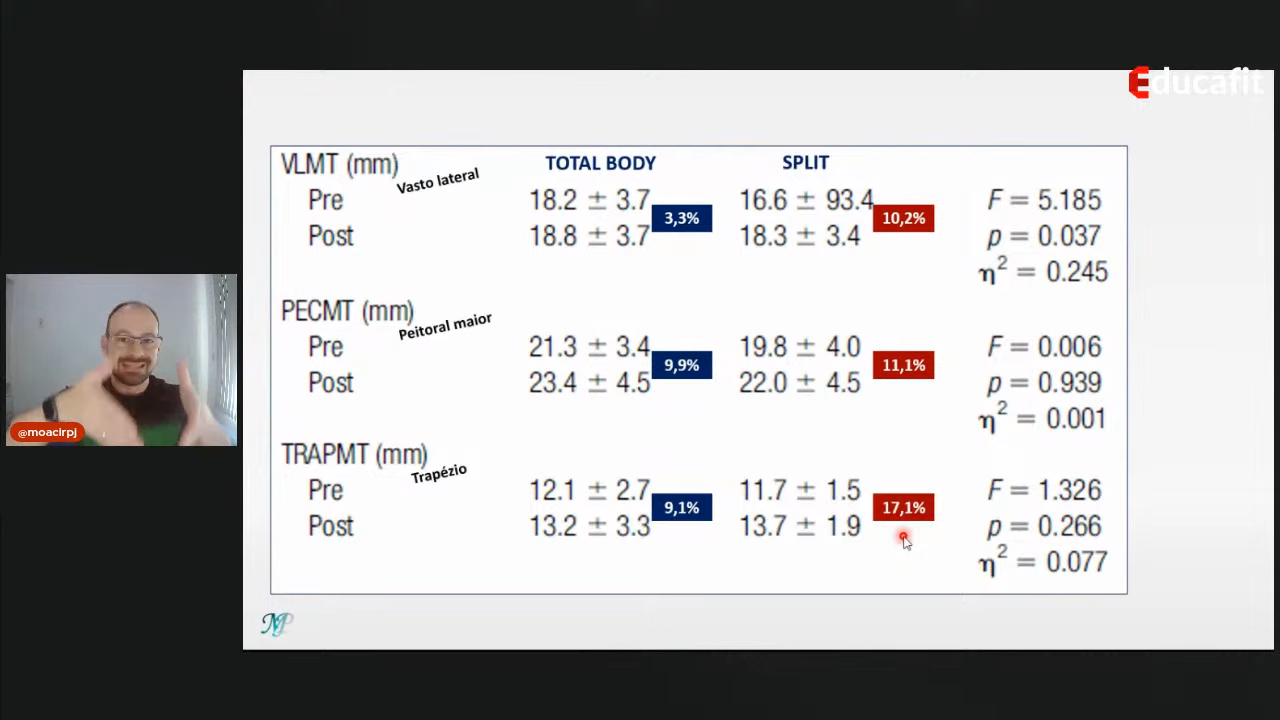 Educafit
VLMT (mm) TOTAL BODY SPLIT
Vasto lateral
Pre 18.2 ± 3.7 16.6 ± 93.4 F = 5.185
3,3% 10,2%
Post 18.8 ± 3.7 18.3 ± 3.4 p = 0.037
η² = 0.245
PECMT (mm)
Peitoral maior
Pre 21.3 ± 3.4 19.8 ± 4.0 F = 0.006
9,9% 11,1%
Post 23.4 ± 4.5 22.0 ± 4.5 p = 0.939
η² = 0.001
TRAPMT (mm)
Trapézio
Pre 12.1 ± 2.7 11.7 ± 1.5 F = 1.326
9,1% 17,1%
Post 13.2 ± 3.3 13.7 ± 1.9 p = 0.266
η² = 0.077
@moacirpj
MP